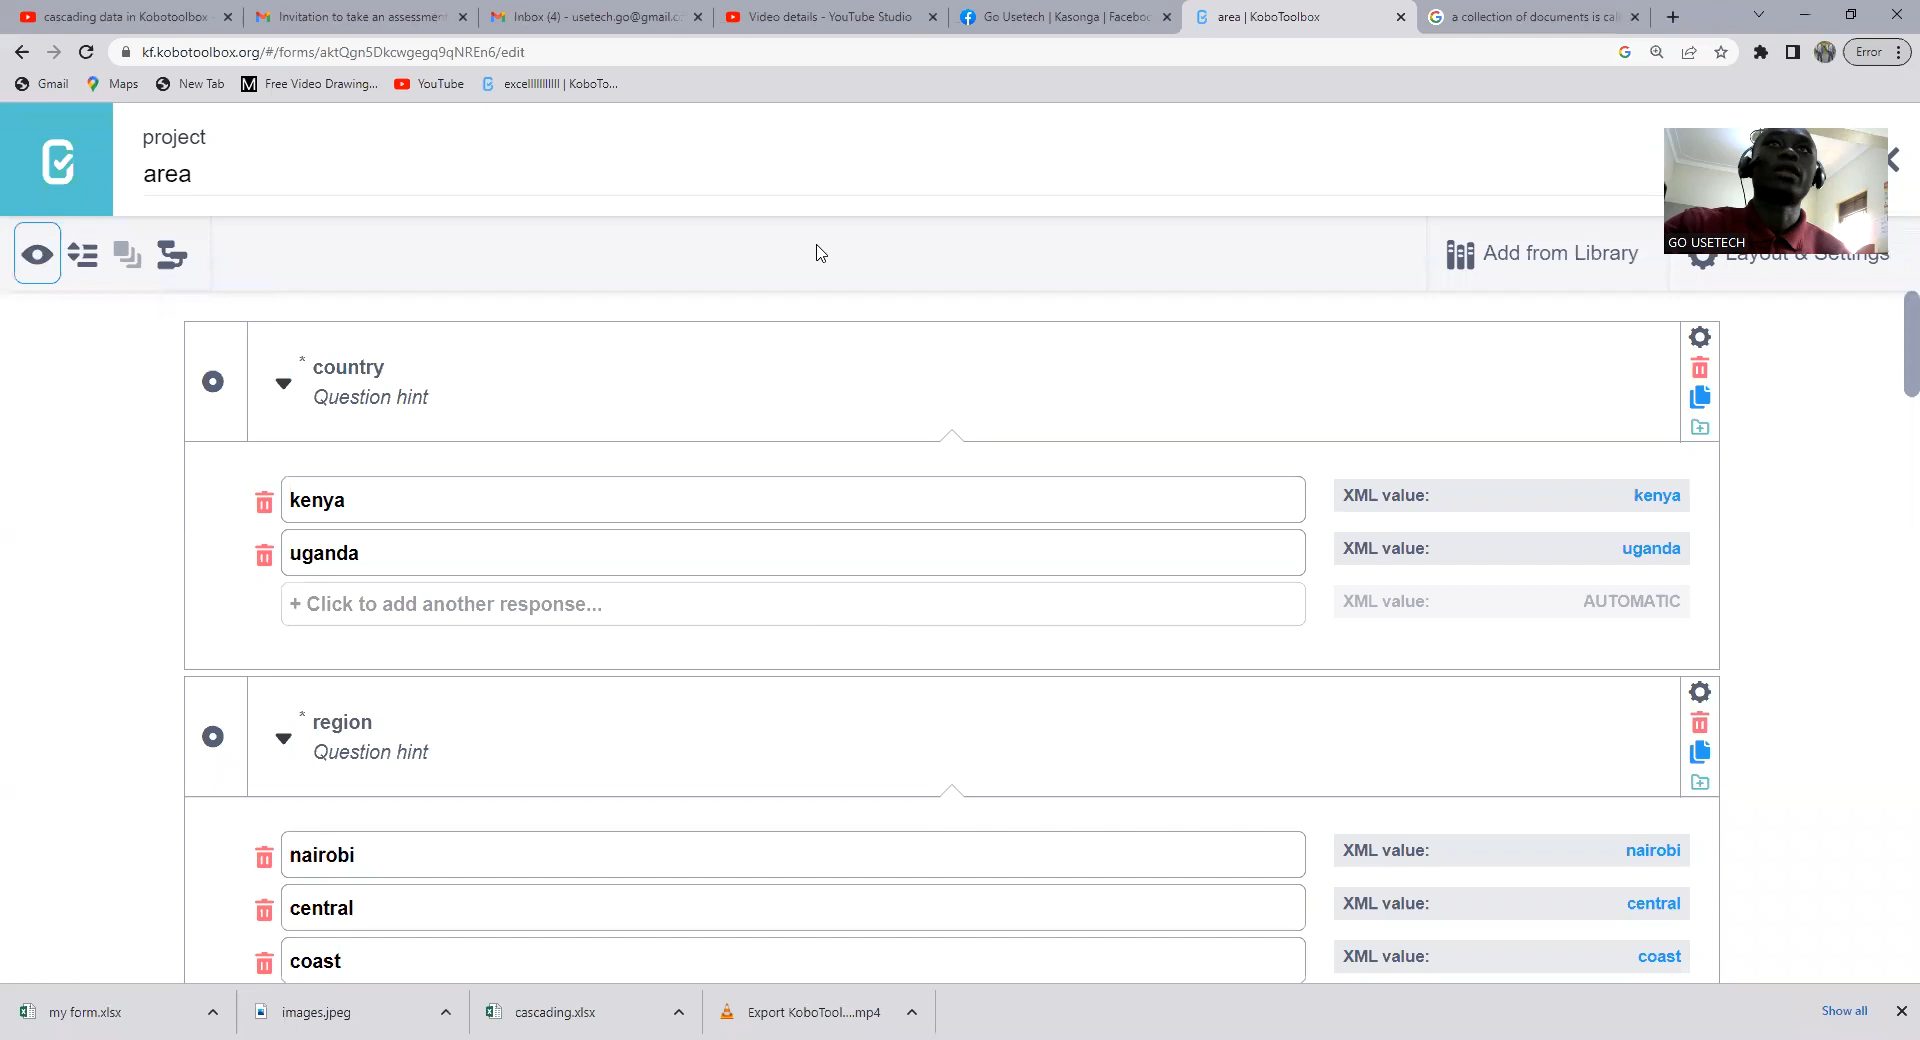 cascading data in Kobotoolbox
Invitation to take an assessment
Inbox (4) - usetech.go@gmail.c
Video details - YouTube Studio
Go Usetech | Kasonga | Facebo
area | KoboToolbox
a collection of documents is cal
kf.kobotoolbox.org/#/forms/aktQgn5Dkcwgegq9qNREn6/edit
Error
Gmail
Maps
New Tab
Free Video Drawing...
YouTube
excelllllllllll | KoboTo...
project
area
GO USETECH
Add from Library
Layout & Settings
* country
Question hint
kenya
XML value: kenya
uganda
XML value: uganda
+ Click to add another response...
XML value: AUTOMATIC
* region
Question hint
nairobi
XML value: nairobi
central
XML value: central
coast
XML value: coast
my form.xlsx
images.jpeg
cascading.xlsx
Export KoboTool....mp4
Show all